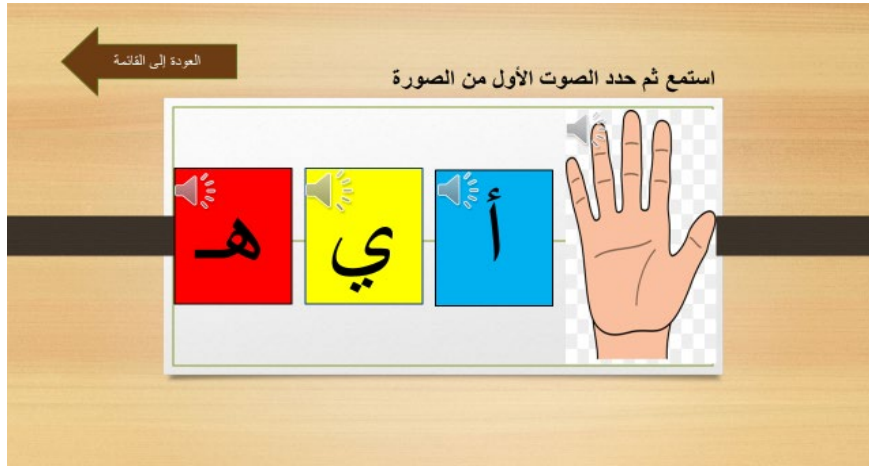 العودة إلى القائمة
استمع ثم حدد الصوت الأول من الصورة
أ
ي
هـ